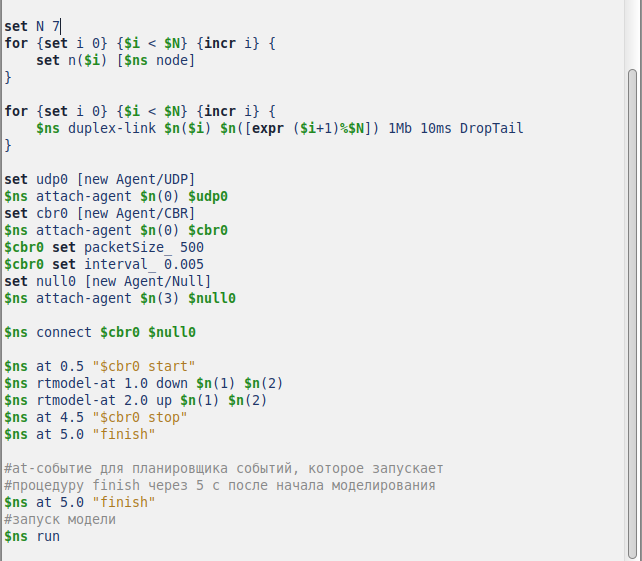 set N 7
for {set i 0} {$i < $N} {incr i} {
    set n($i) [$ns node]
}
for {set i 0} {$i < $N} {incr i} {
    $ns duplex-link $n($i) $n([expr ($i+1)%$N]) 1Mb 10ms DropTail
}
set udp0 [new Agent/UDP]
$ns attach-agent $n(0) $udp0
set cbr0 [new Agent/CBR]
$ns attach-agent $n(0) $cbr0
$cbr0 set packetSize_ 500
$cbr0 set interval_ 0.005
set null0 [new Agent/Null]
$ns attach-agent $n(3) $null0
$ns connect $cbr0 $null0
$ns at 0.5 "$cbr0 start"
$ns rtmodel-at 1.0 down $n(1) $n(2)
$ns rtmodel-at 2.0 up $n(1) $n(2)
$ns at 4.5 "$cbr0 stop"
$ns at 5.0 "finish"
#at-событие для планировщика событий, которое запускает
#процедуру finish через 5 с после начала моделирования
$ns at 5.0 "finish"
#запуск модели
$ns run